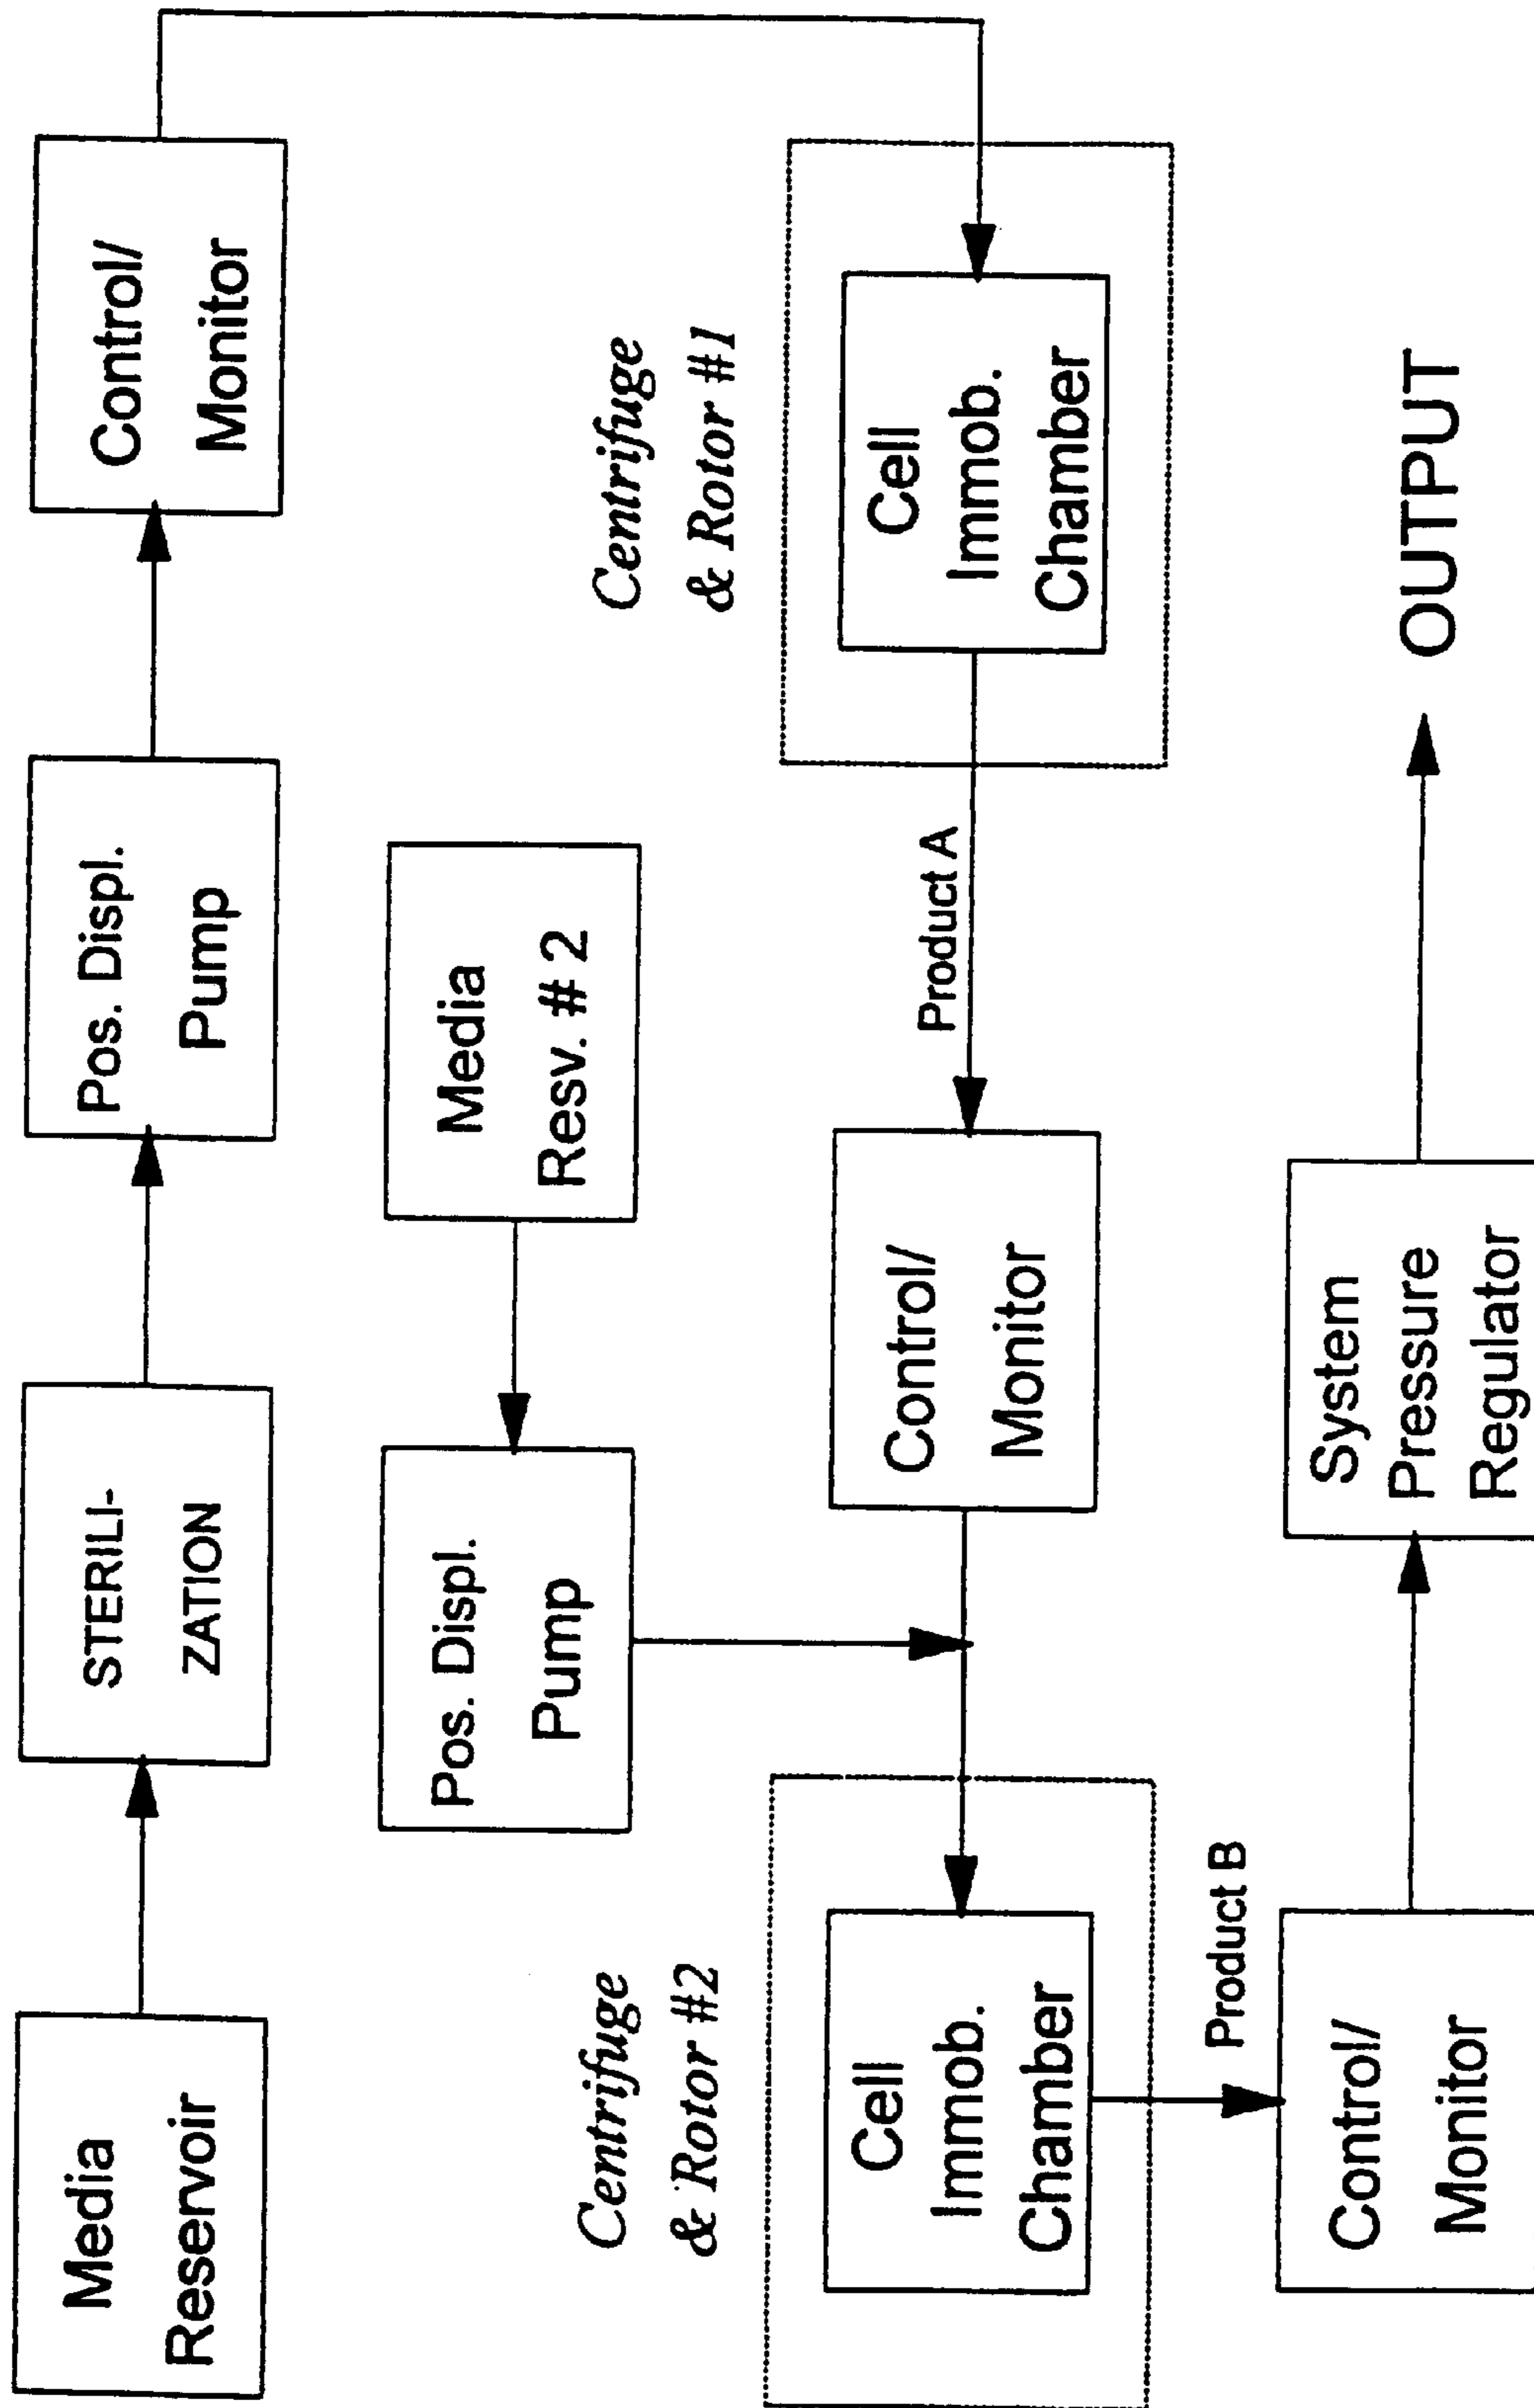 Media
Reservoir
STERILI-
ZATION
Pos. Displ.
Pump
Control/
Monitor
Pos. Displ.
Pump
Media
Resv. # 2
Centrifuge
& Rotor #2
Centrifuge
& Rotor #1
Cell
Immob.
Chamber
Control/
Monitor
Product A
Cell
Immob.
Chamber
Product B
Control/
Monitor
System
Pressure
Regulator
OUTPUT